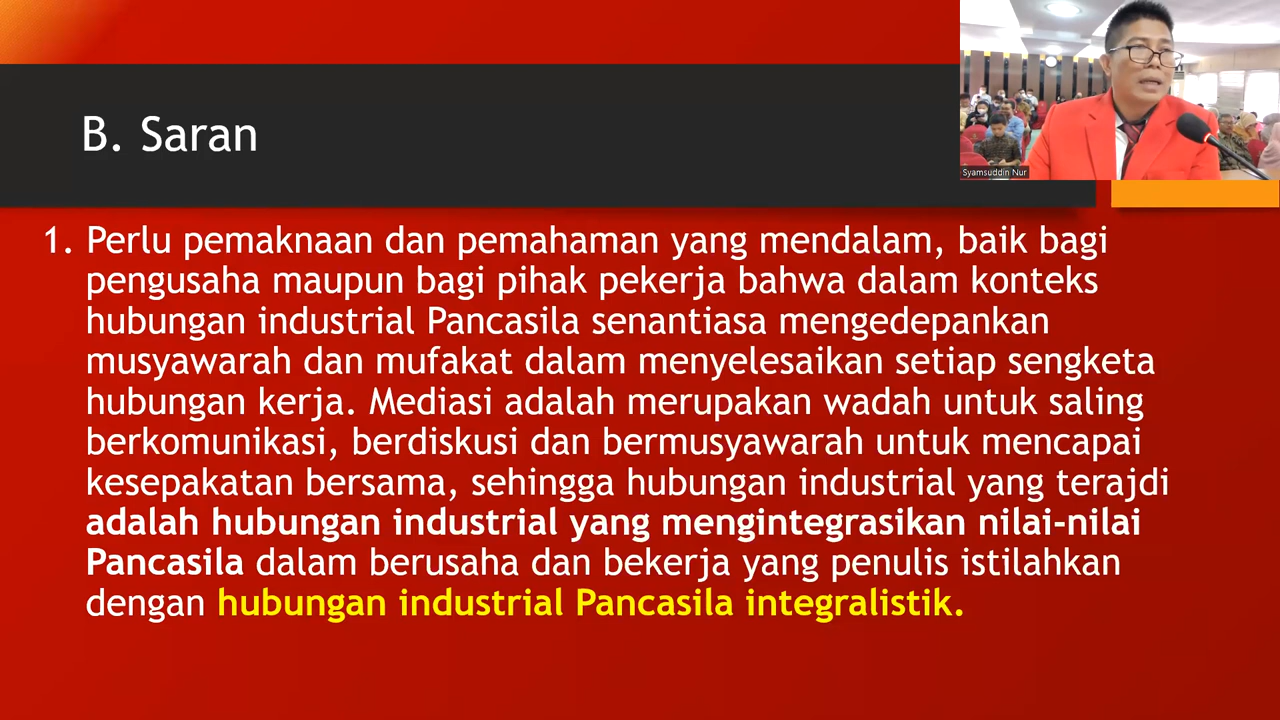 B. Saran
Syamsuddin Nur
1. Perlu pemaknaan dan pemahaman yang mendalam, baik bagi
pengusaha maupun bagi pihak pekerja bahwa dalam konteks
hubungan industrial Pancasila senantiasa mengedepankan
musyawarah dan mufakat dalam menyelesaikan setiap sengketa
hubungan kerja. Mediasi adalah merupakan wadah untuk saling
berkomunikasi, berdiskusi dan bermusyawarah untuk mencapai
kesepakatan bersama, sehingga hubungan industrial yang terajdi
adalah hubungan industrial yang mengintegrasikan nilai-nilai
Pancasila dalam berusaha dan bekerja yang penulis istilahkan
dengan hubungan industrial Pancasila integralistik.